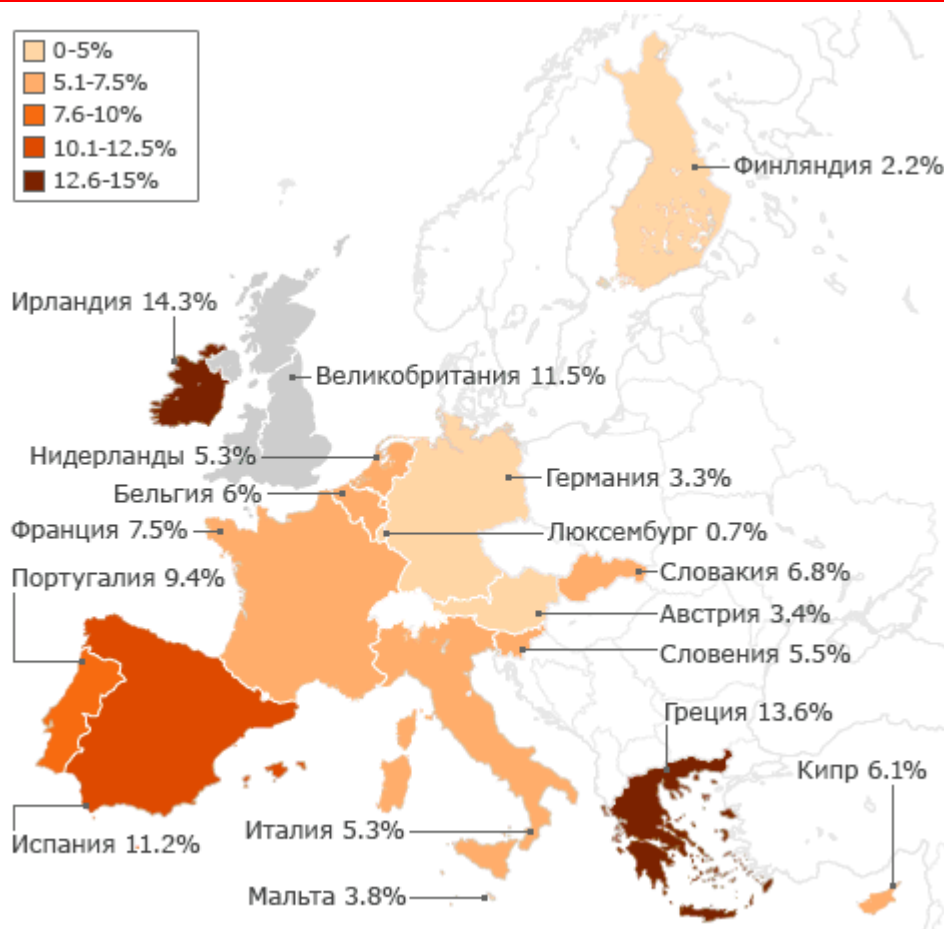 0-5%
5.1-7.5%
7.6-10%
10.1-12.5%
12.6-15%
Финляндия 2.2%
Ирландия 14.3%
Великобритания 11.5%
Нидерланды 5.3%
Германия 3.3%
Бельгия 6%
Франция 7.5%
Люксембург 0.7%
Португалия 9.4%
Словакия 6.8%
Австрия 3.4%
Словения 5.5%
Греция 13.6%
Кипр 6.1%
Италия 5.3%
Испания 11.2%
Мальта 3.8%